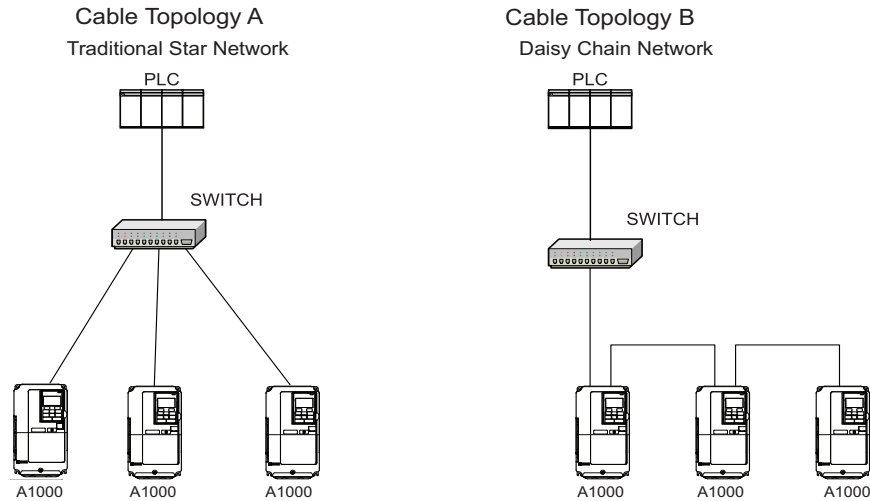 Cable Topology A
Traditional Star Network
PLC
SWITCH
A1000
A1000
A1000
Cable Topology B
Daisy Chain Network
PLC
SWITCH
A1000
A1000
A1000